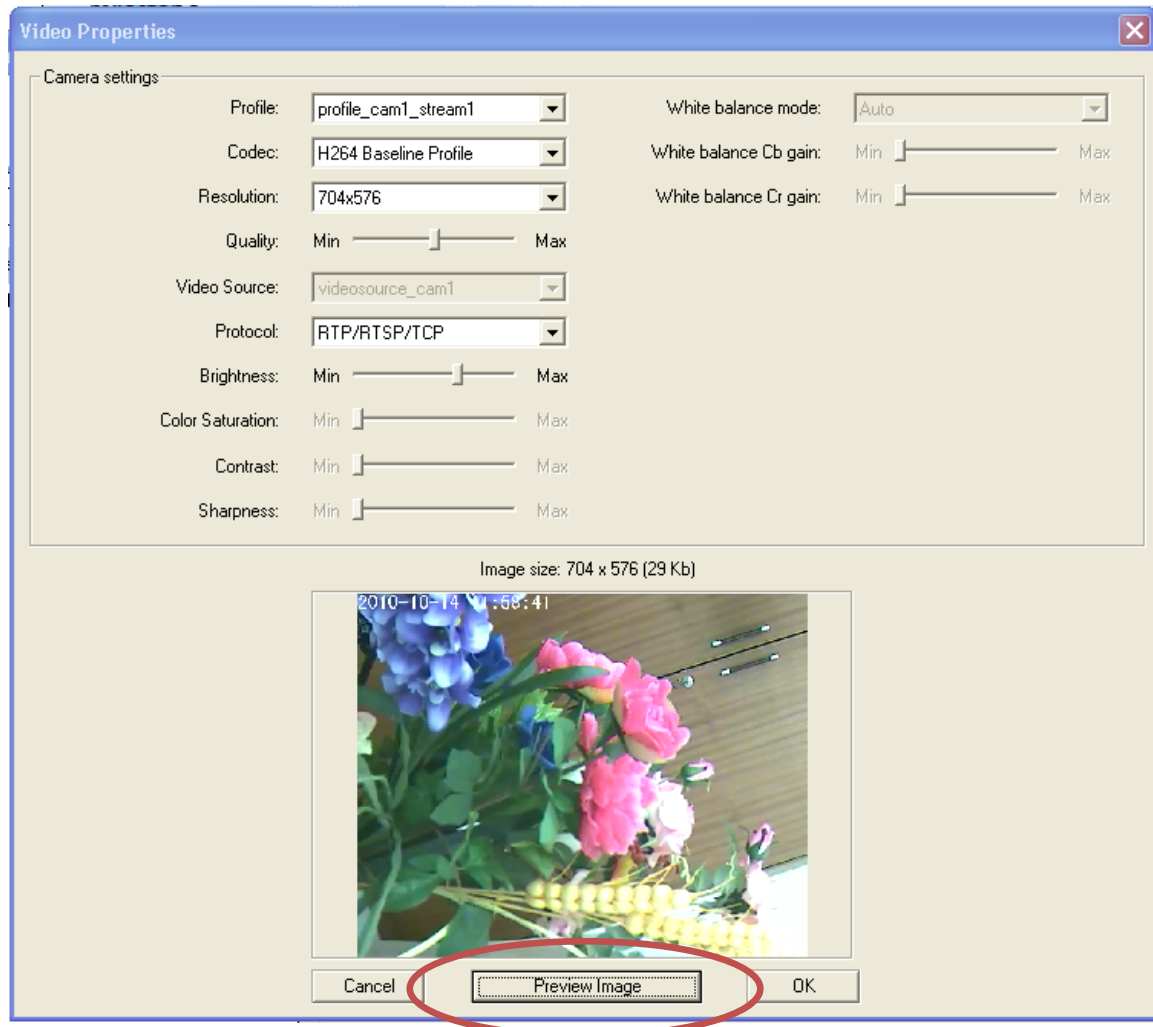 Video Properties
Camera settings
Profile: profile_cam1_stream1
Codec: H264 Baseline Profile
Resolution: 704x576
Quality: Min Max
Video Source: videosource_cam1
Protocol: RTP/RTSP/TCP
Brightness: Min Max
Color Saturation: Min Max
Contrast: Min Max
Sharpness: Min Max
White balance mode: Auto
White balance Cb gain: Min Max
White balance Cr gain: Min Max
Image size: 704 x 576 (29 Kb)
2010-10-14 11:58:41
Cancel Preview Image OK